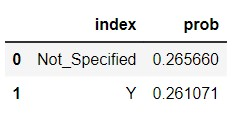 index prob
0 Not_Specified 0.265660
1 Y 0.261071